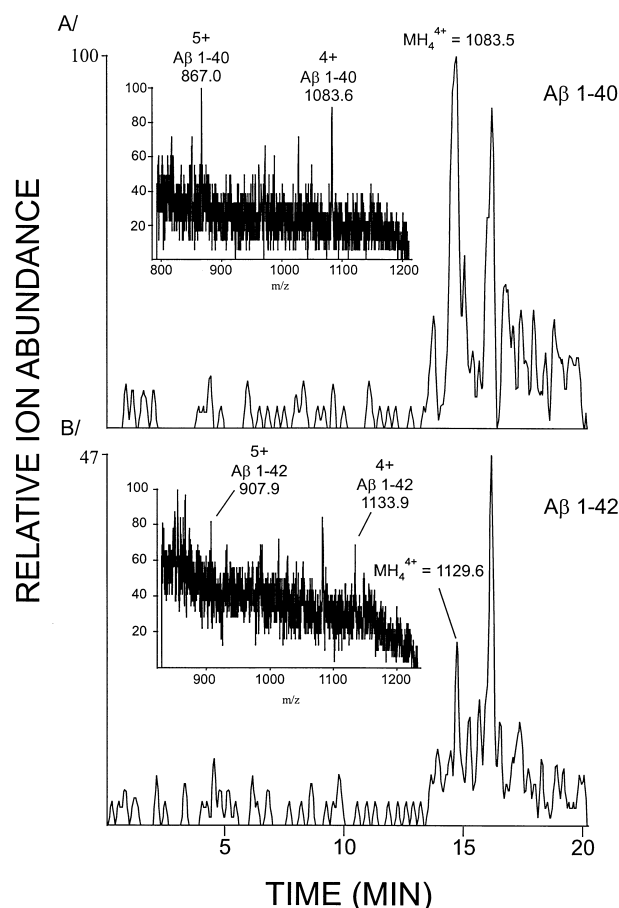 A/
MH₄⁴⁺ = 1083.5
5+
Aβ 1-40
867.0
4+
Aβ 1-40
1083.6
100
Aβ 1-40
100
80
60
40
20
800 900 1000 1100 1200
m/z
RELATIVE ION ABUNDANCE
B/
47
5+
Aβ 1-42
907.9
4+
Aβ 1-42
1133.9
Aβ 1-42
MH₄⁴⁺ = 1129.6
100
80
60
40
20
900 1000 1100 1200
m/z
5 10 15 20
TIME (MIN)